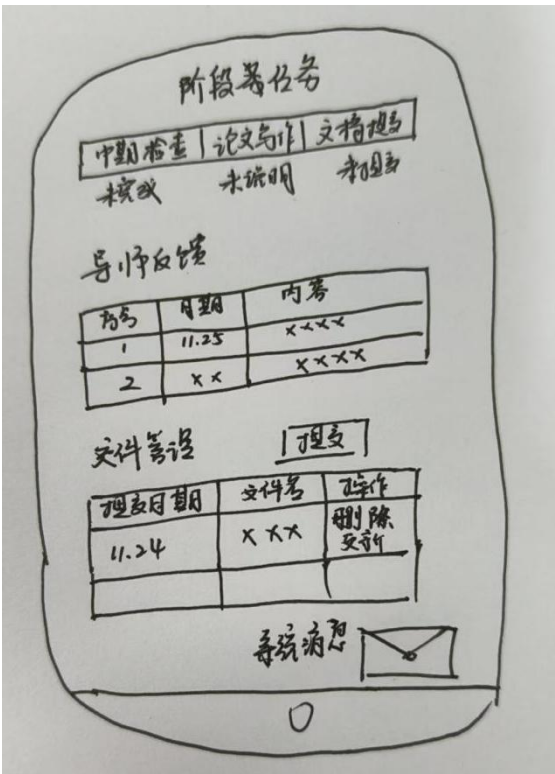 阶段任务
中期检查 论文写作 文档提交
未完成 未说明 未提交
导师反馈
序号 日期 内容
1 11.25 ××××
2 ×× ××××
文件管理 提交
提交日期 文件名 操作
11.24 ××× 删除
更新
系统消息